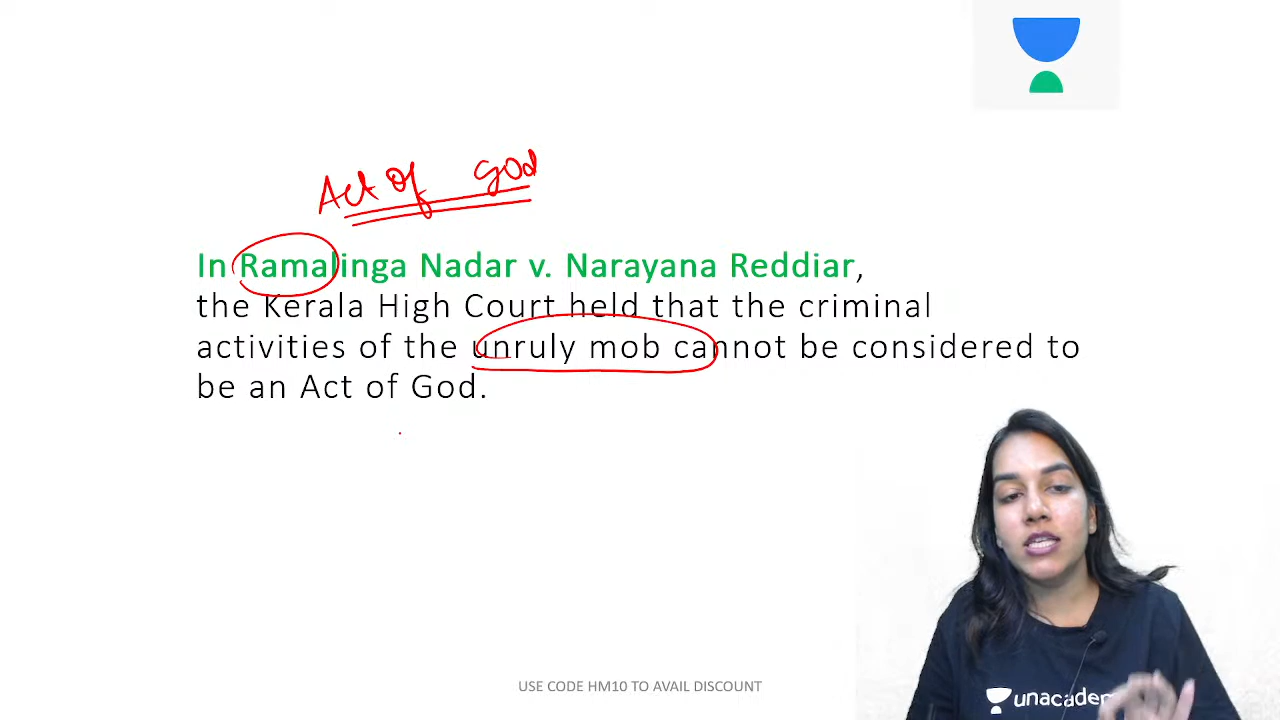 Act of God
In Ramalinga Nadar v. Narayana Reddiar,
the Kerala High Court held that the criminal
activities of the unruly mob cannot be considered to
be an Act of God.
unacadem
USE CODE HM10 TO AVAIL DISCOUNT